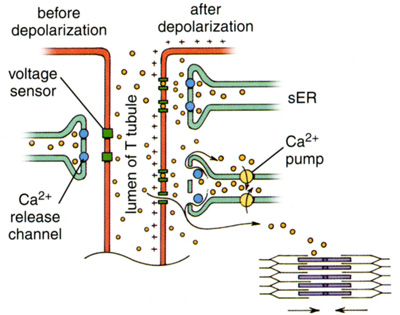 before
depolarization
after
depolarization
voltage
sensor
lumen of T tubule
sER
Ca2+
pump
Ca2+
release
channel